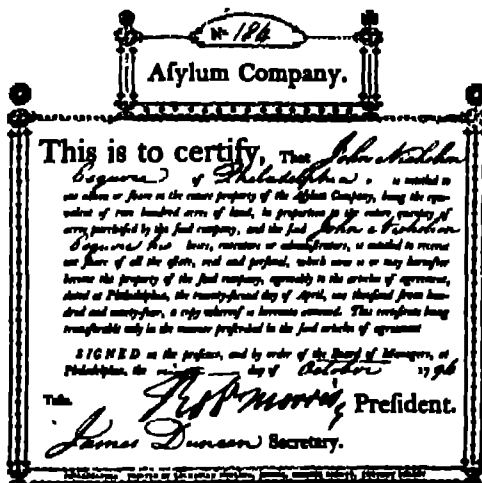 No. 186
Asylum Company.
This is to certify, That John Nicholson
Esquire of Philadelphia, is entitled to
one action or share in the entire property of the Asylum Company, being the equi-
valent of two hundred acres of land, in proportion to the entire quantity of
acres purchased by the said company, and the said John Nicholson
Esquire his heirs, executors or administrators, is entitled to receive
one share of all the effects, real and personal, which now is or may hereafter
become the property of the said company, agreeably to the articles of agreement,
dated at Philadelphia, the twenty-second day of April, one thousand seven hun-
dred and ninety-four, a copy whereof is hereunto annexed. This certificate being
transferable only in the manner prescribed in the said articles of agreement
SIGNED in the presence, and by order of the Board of Managers, at
Philadelphia, the day of October 1794
Teste. Rob Morris, President.
James Duncan Secretary.